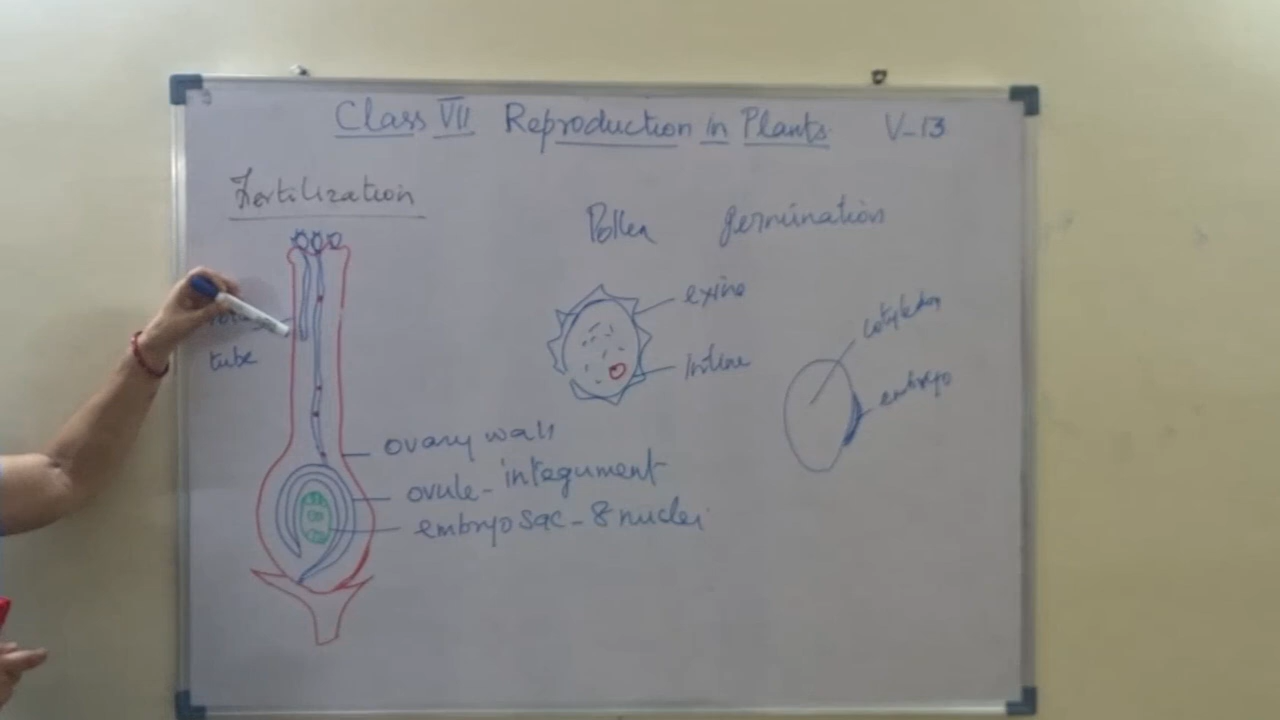 Class VII Reproduction in Plants V-13
Fertilization
Pollen germination
exine
Intine
cotyledon
embryo
tube
ovary wall
ovule - integument
embryo sac - 8 nuclei